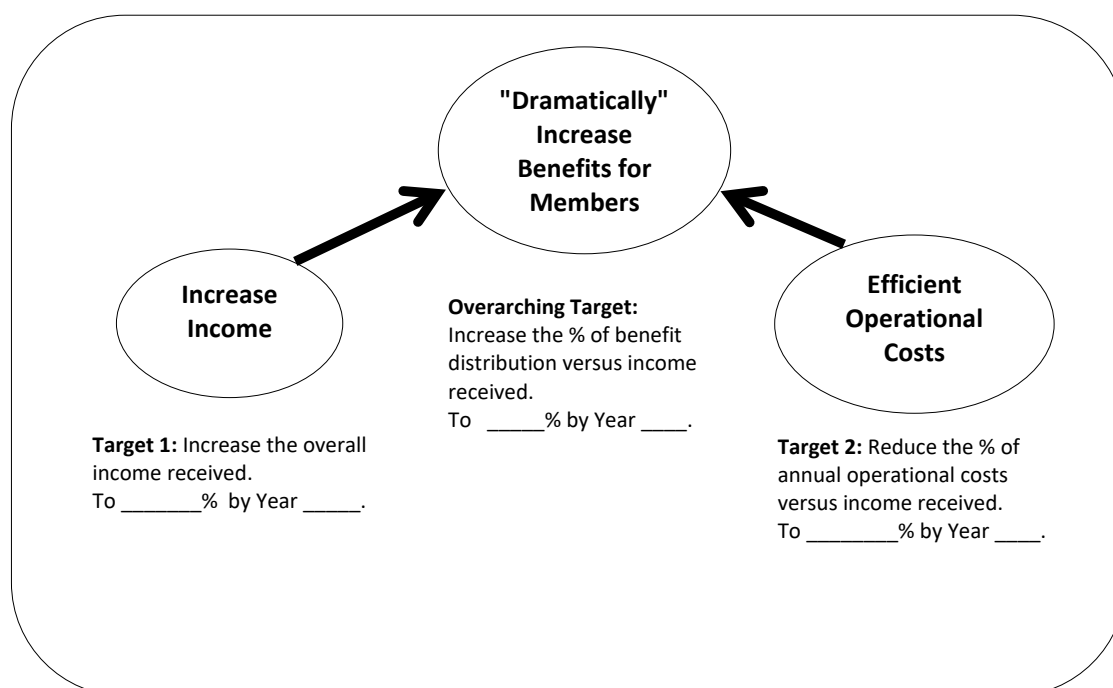 "Dramatically"
Increase
Benefits for
Members
Increase
Income
Efficient
Operational
Costs
Overarching Target:
Increase the % of benefit
distribution versus income
received.
To _____% by Year ____.
Target 1: Increase the overall
income received.
To _______% by Year _____.
Target 2: Reduce the % of
annual operational costs
versus income received.
To ________% by Year ____.